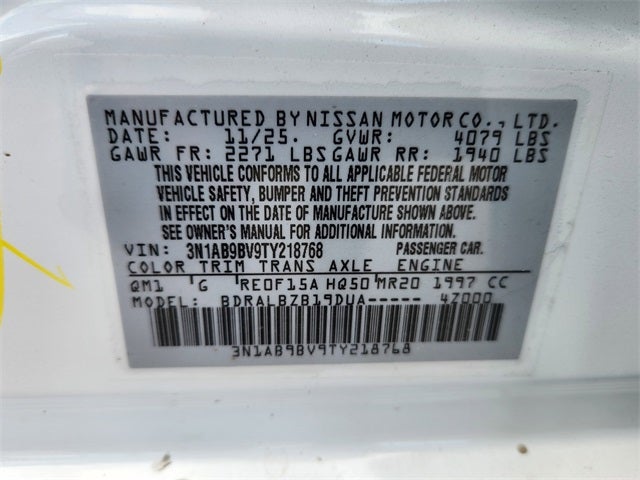 MANUFACTURED BY NISSAN MOTOR CO., LTD.
DATE: 11/25. GVWR: 4079 LBS
GAWR FR: 2271 LBS GAWR RR: 1940 LBS
THIS VEHICLE CONFORMS TO ALL APPLICABLE FEDERAL MOTOR
VEHICLE SAFETY, BUMPER AND THEFT PREVENTION STANDARDS
IN EFFECT ON THE DATE OF MANUFACTURE SHOWN ABOVE.
SEE OWNER'S MANUAL FOR ADDITIONAL INFORMATION.
VIN: 3N1AB9BV9TY218768 PASSENGER CAR.
COLOR TRIM TRANS AXLE ENGINE
QM1 G RE0F15A HQ50 MR20 1997 CC
MODEL: BDRALBZB19DUA----- 4Z000
3N1AB9BV9TY218768